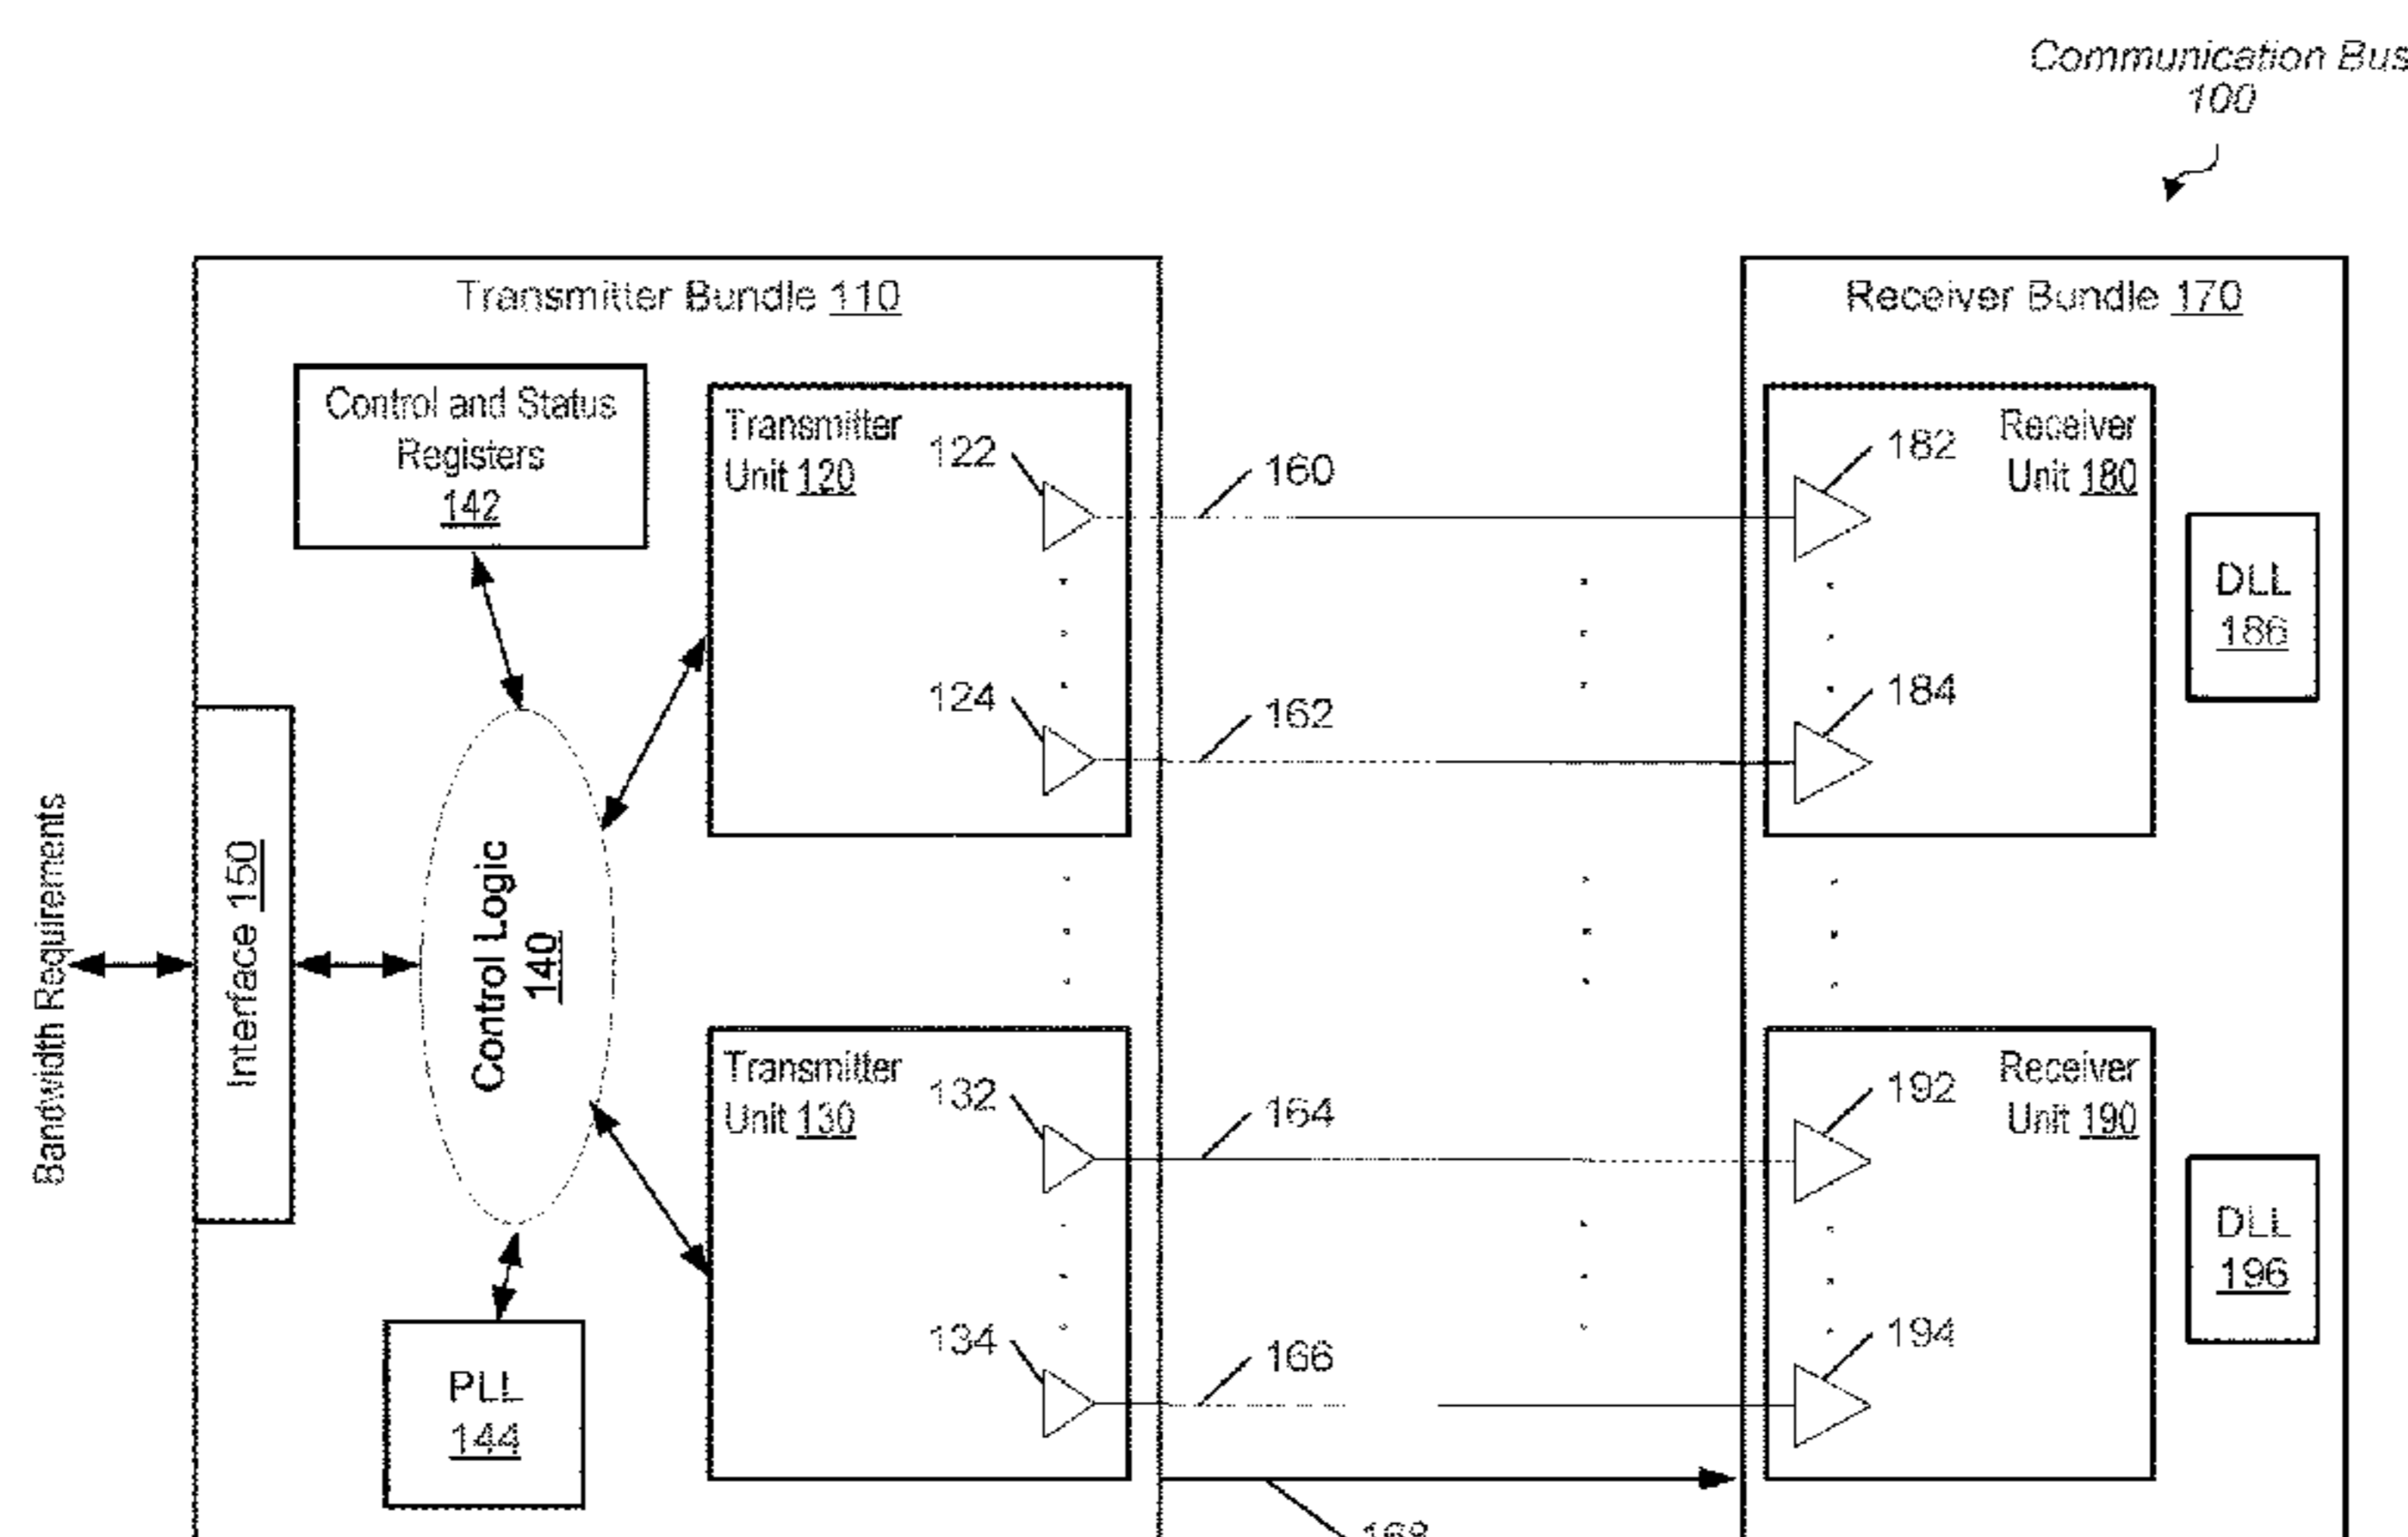 Communication Bus
100
Transmitter Bundle 110
Receiver Bundle 170
Control and Status
Registers
142
Transmitter
Unit 120
122
124
160
162
182
184
Receiver
Unit 180
DLL
186
Bandwidth Requirements
Interface 150
Control Logic
140
Transmitter
Unit 130
132
134
164
166
192
194
Receiver
Unit 190
DLL
196
PLL
144
168